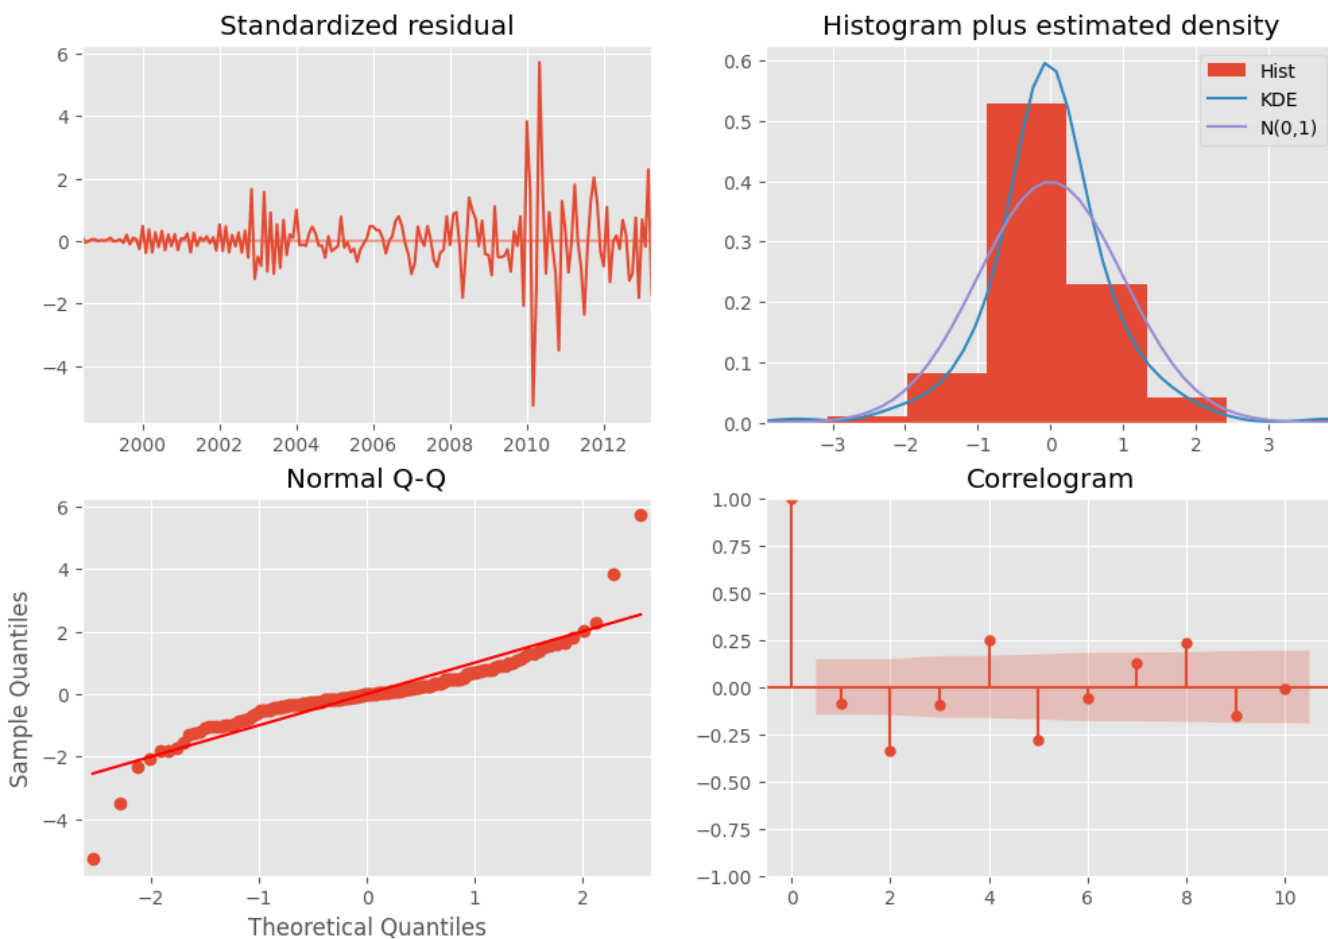 Standardized residual
6
4
2
0
−2
−4
2000 2002 2004 2006 2008 2010 2012
Histogram plus estimated density
0.6
0.5
0.4
0.3
0.2
0.1
0.0
Hist
KDE
N(0,1)
−3 −2 −1 0 1 2 3
Normal Q-Q
Sample Quantiles
6
4
2
0
−2
−4
−2 −1 0 1 2
Theoretical Quantiles
Correlogram
1.00
0.75
0.50
0.25
0.00
−0.25
−0.50
−0.75
−1.00
0 2 4 6 8 10